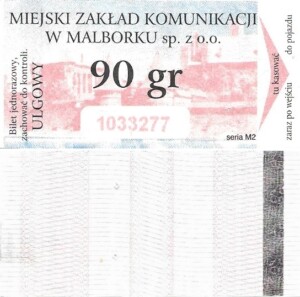 MIEJSKI ZAKŁAD KOMUNIKACJI
W MALBORKU sp. z o.o.
Bilet jednorazowy,
zachować do kontroli.
ULGOWY
90 gr
1033277
seria M2
tu kasować
zaraz po wejściu
do pojazdu